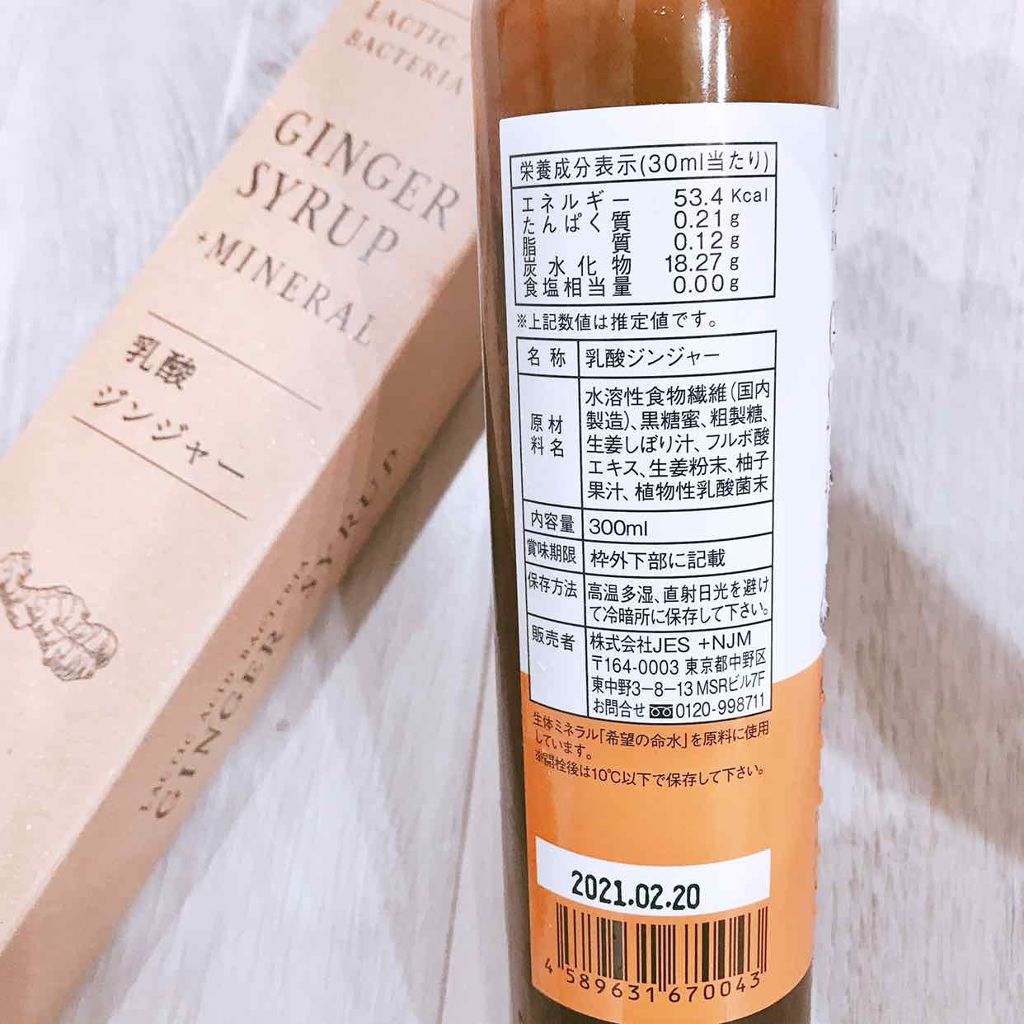 LACTIC
BACTERIA
GINGER
SYRUP
+MINERAL
乳酸
ジンジャー
GINGER SYRUP
栄養成分表示(30ml当たり)
エネルギー 53.4 Kcal
たんぱく質 0.21 g
脂質 0.12 g
炭水化物 18.27 g
食塩相当量 0.00 g
※上記数値は推定値です。
名称 乳酸ジンジャー
原材料名 水溶性食物繊維(国内
製造)、黒糖蜜、粗製糖、
生姜しぼり汁、フルボ酸
エキス、生姜粉末、柚子
果汁、植物性乳酸菌末
内容量 300ml
賞味期限 枠外下部に記載
保存方法 高温多湿、直射日光を避け
て冷暗所に保存して下さい。
販売者 株式会社JES +NJM
〒164-0003 東京都中野区
東中野3-8-13 MSRビル7F
お問合せ 0120-998711
生体ミネラル「希望の命水」を原料に使用
しています。
※開栓後は10℃以下で保存して下さい。
2021.02.20
4 589631 670043